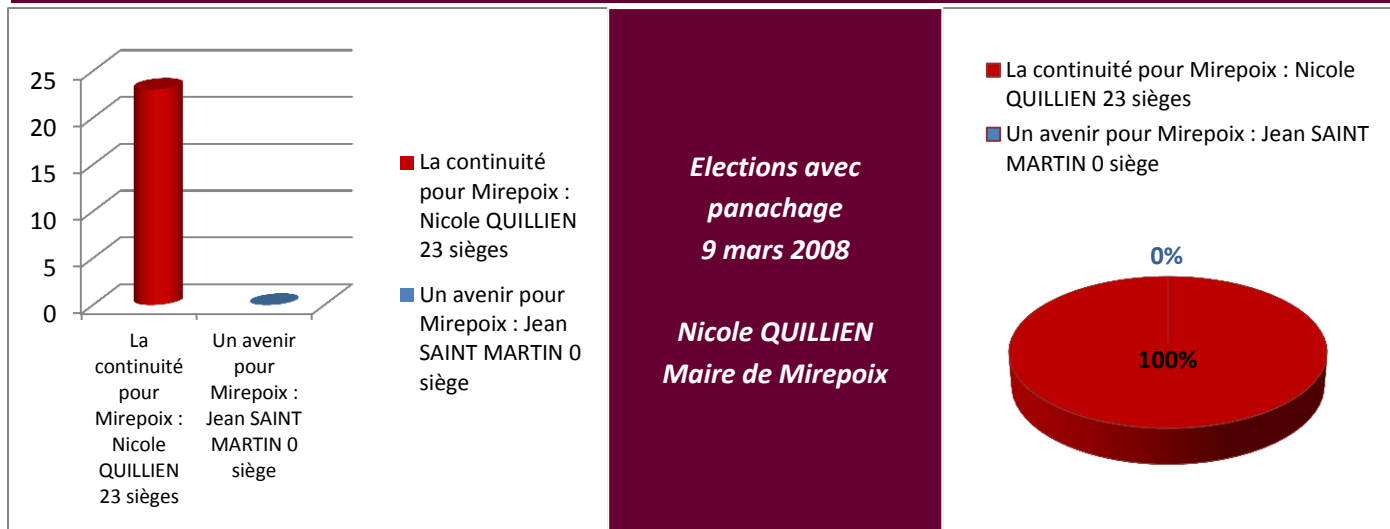 25
20
15
10
5
0
La
continuité
pour
Mirepoix :
Nicole
QUILLIEN
23 sièges
Un avenir
pour
Mirepoix :
Jean SAINT
MARTIN 0
siège
La continuité
pour Mirepoix :
Nicole QUILLIEN
23 sièges
Un avenir pour
Mirepoix : Jean
SAINT MARTIN 0
siège
Elections avec
panachage
9 mars 2008
Nicole QUILLIEN
Maire de Mirepoix
La continuité pour Mirepoix : Nicole
QUILLIEN 23 sièges
Un avenir pour Mirepoix : Jean SAINT
MARTIN 0 siège
0%
100%